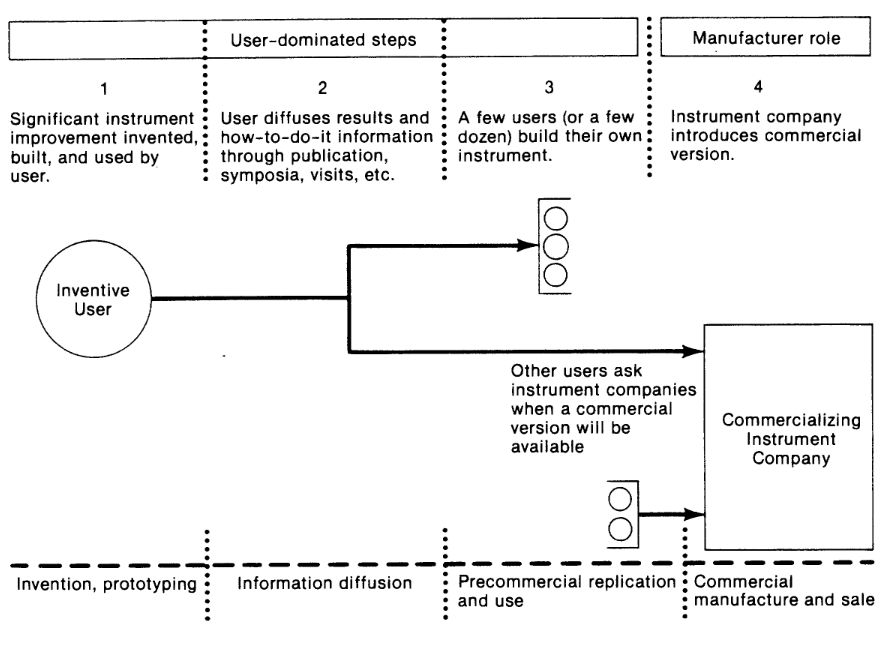 User-dominated steps
Manufacturer role
1
Significant instrument
improvement invented,
built, and used by
user.
2
User diffuses results and
how-to-do-it information
through publication,
symposia, visits, etc.
3
A few users (or a few
dozen) build their own
instrument.
4
Instrument company
introduces commercial
version.
Inventive
User
Other users ask
instrument companies
when a commercial
version will be
available
Commercializing
Instrument
Company
Invention, prototyping
Information diffusion
Precommercial replication
and use
Commercial
manufacture and sale